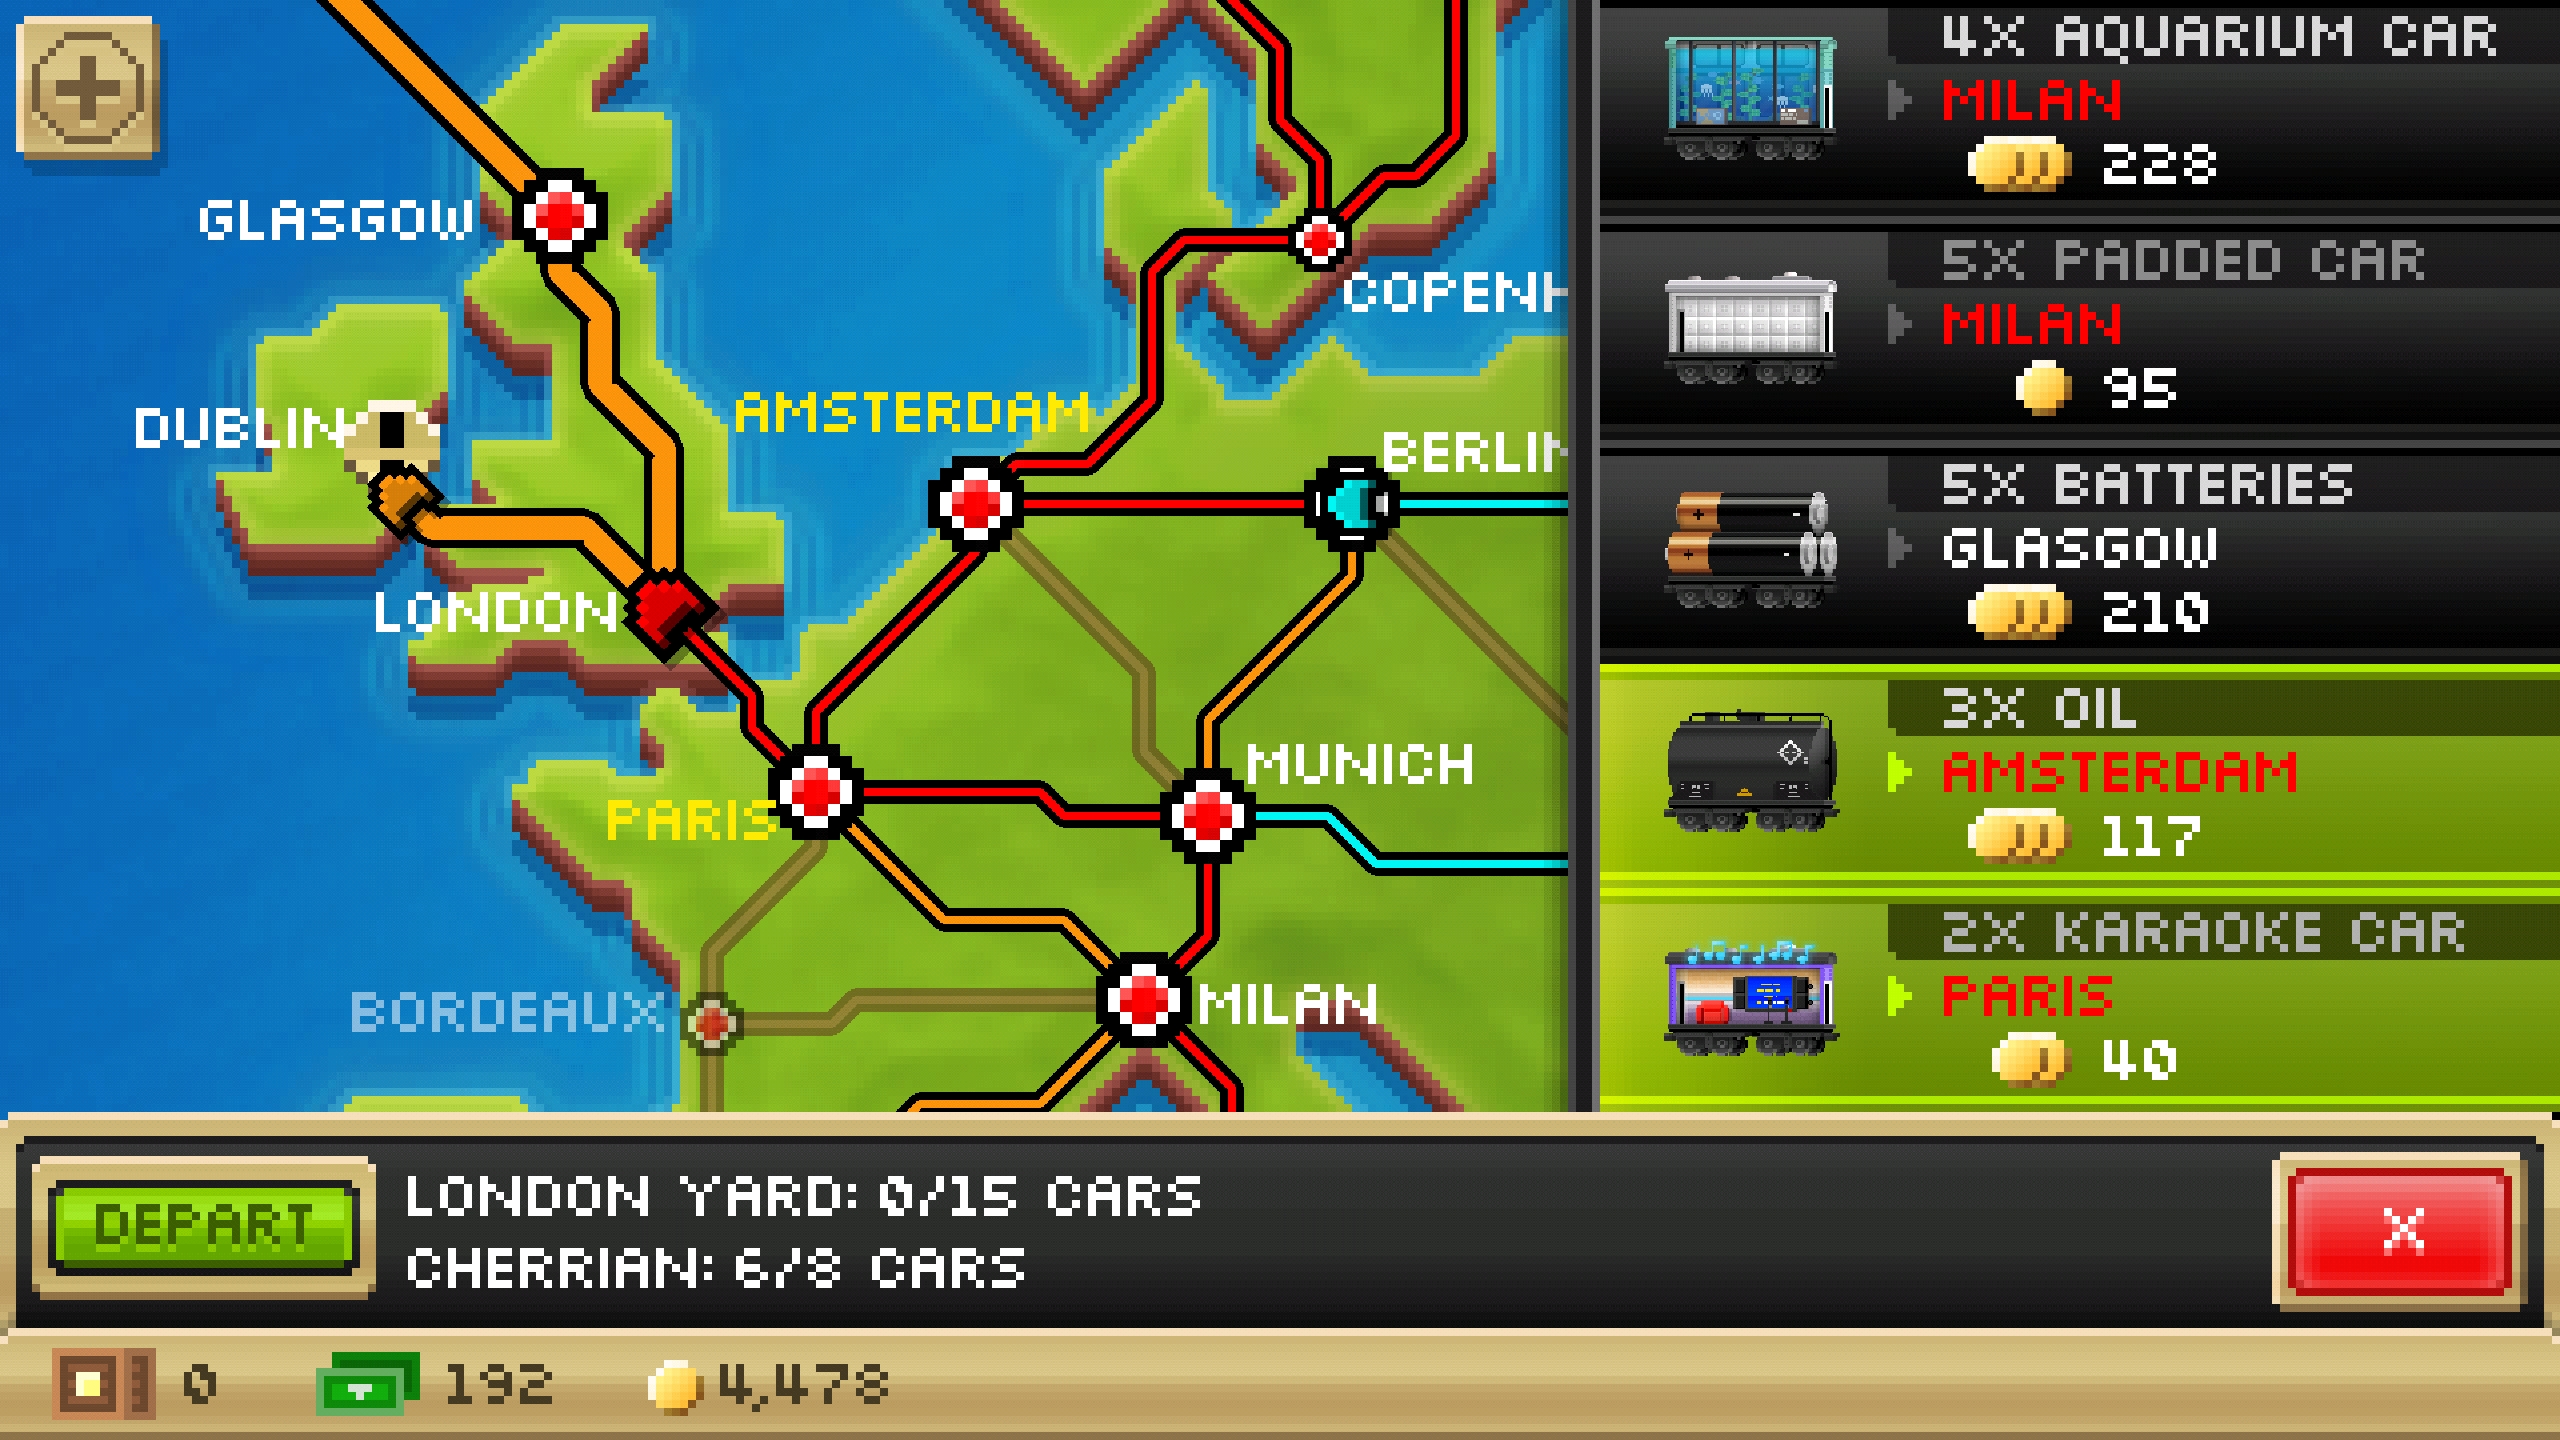 GLASGOW
DUBLIN
AMSTERDAM
COPENH
BERLIN
LONDON
MUNICH
PARIS
BORDEAUX
MILAN
4X AQUARIUM CAR
MILAN
228
5X PADDED CAR
MILAN
95
5X BATTERIES
GLASGOW
210
3X OIL
AMSTERDAM
117
2X KARAOKE CAR
PARIS
40
DEPART
LONDON YARD: 0/15 CARS
CHERRIAN: 6/8 CARS
X
0
192
4,478